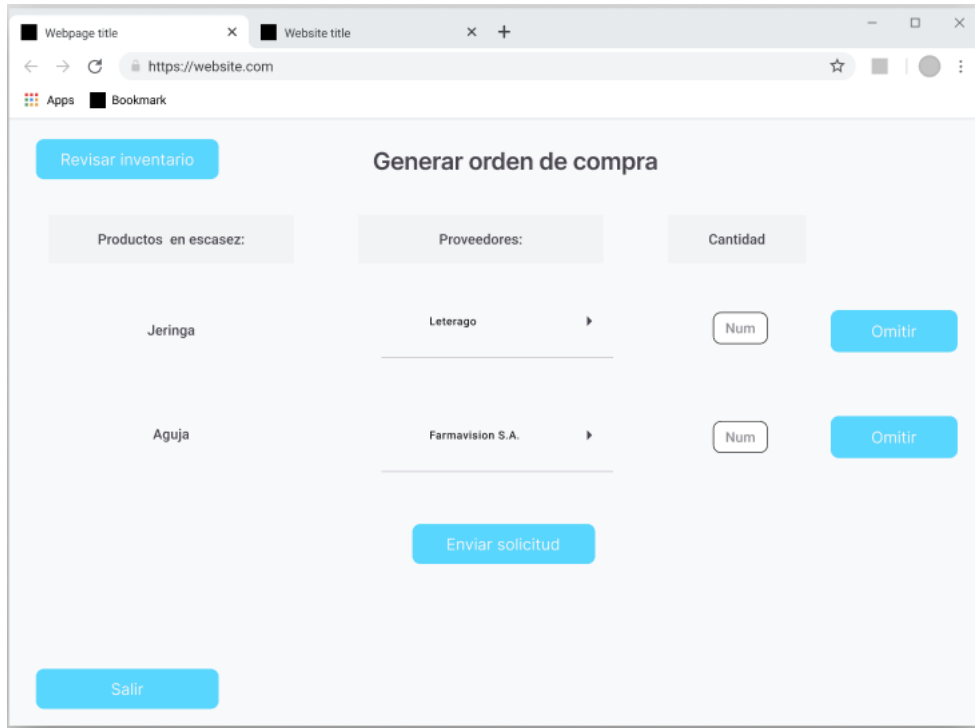 Webpage title
Website title
https://website.com
Apps
Bookmark
Revisar inventario
Generar orden de compra
Productos en escasez:
Proveedores:
Cantidad
Jeringa
Leterago
Num
Omitir
Aguja
Farmavision S.A.
Num
Omitir
Enviar solicitud
Salir